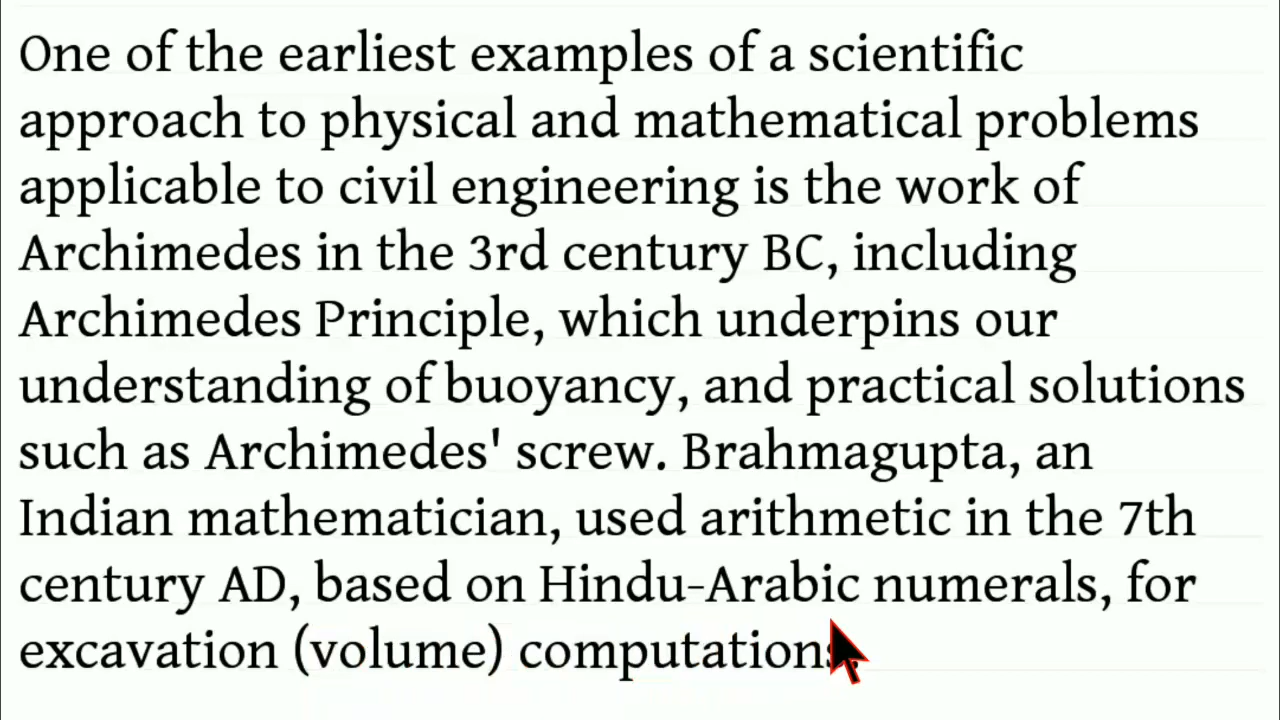 One of the earliest examples of a scientific
approach to physical and mathematical problems
applicable to civil engineering is the work of
Archimedes in the 3rd century BC, including
Archimedes Principle, which underpins our
understanding of buoyancy, and practical solutions
such as Archimedes' screw. Brahmagupta, an
Indian mathematician, used arithmetic in the 7th
century AD, based on Hindu-Arabic numerals, for
excavation (volume) computations.